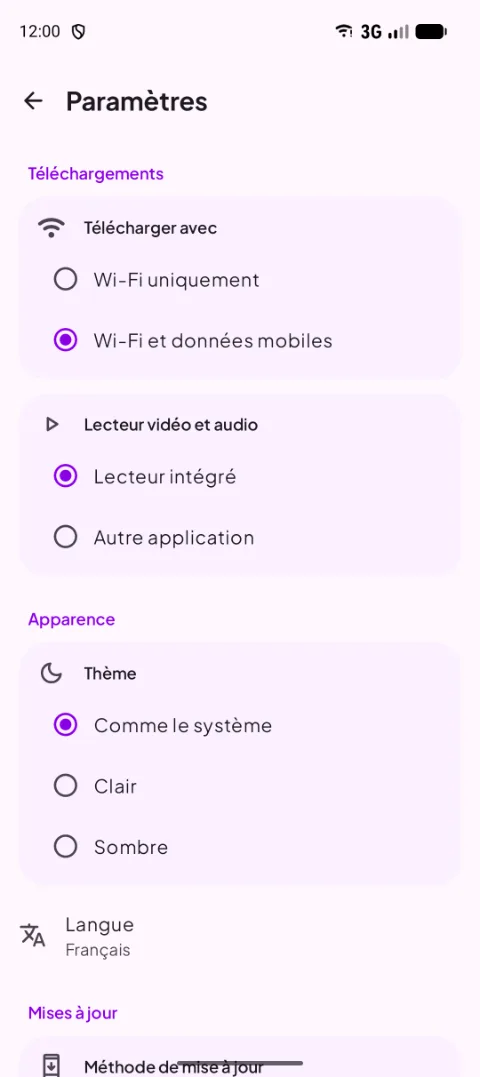 12:00
3G
Paramètres
Téléchargements
Télécharger avec
Wi-Fi uniquement
Wi-Fi et données mobiles
Lecteur vidéo et audio
Lecteur intégré
Autre application
Apparence
Thème
Comme le système
Clair
Sombre
Langue
Français
Mises à jour
Méthode de mise à jour